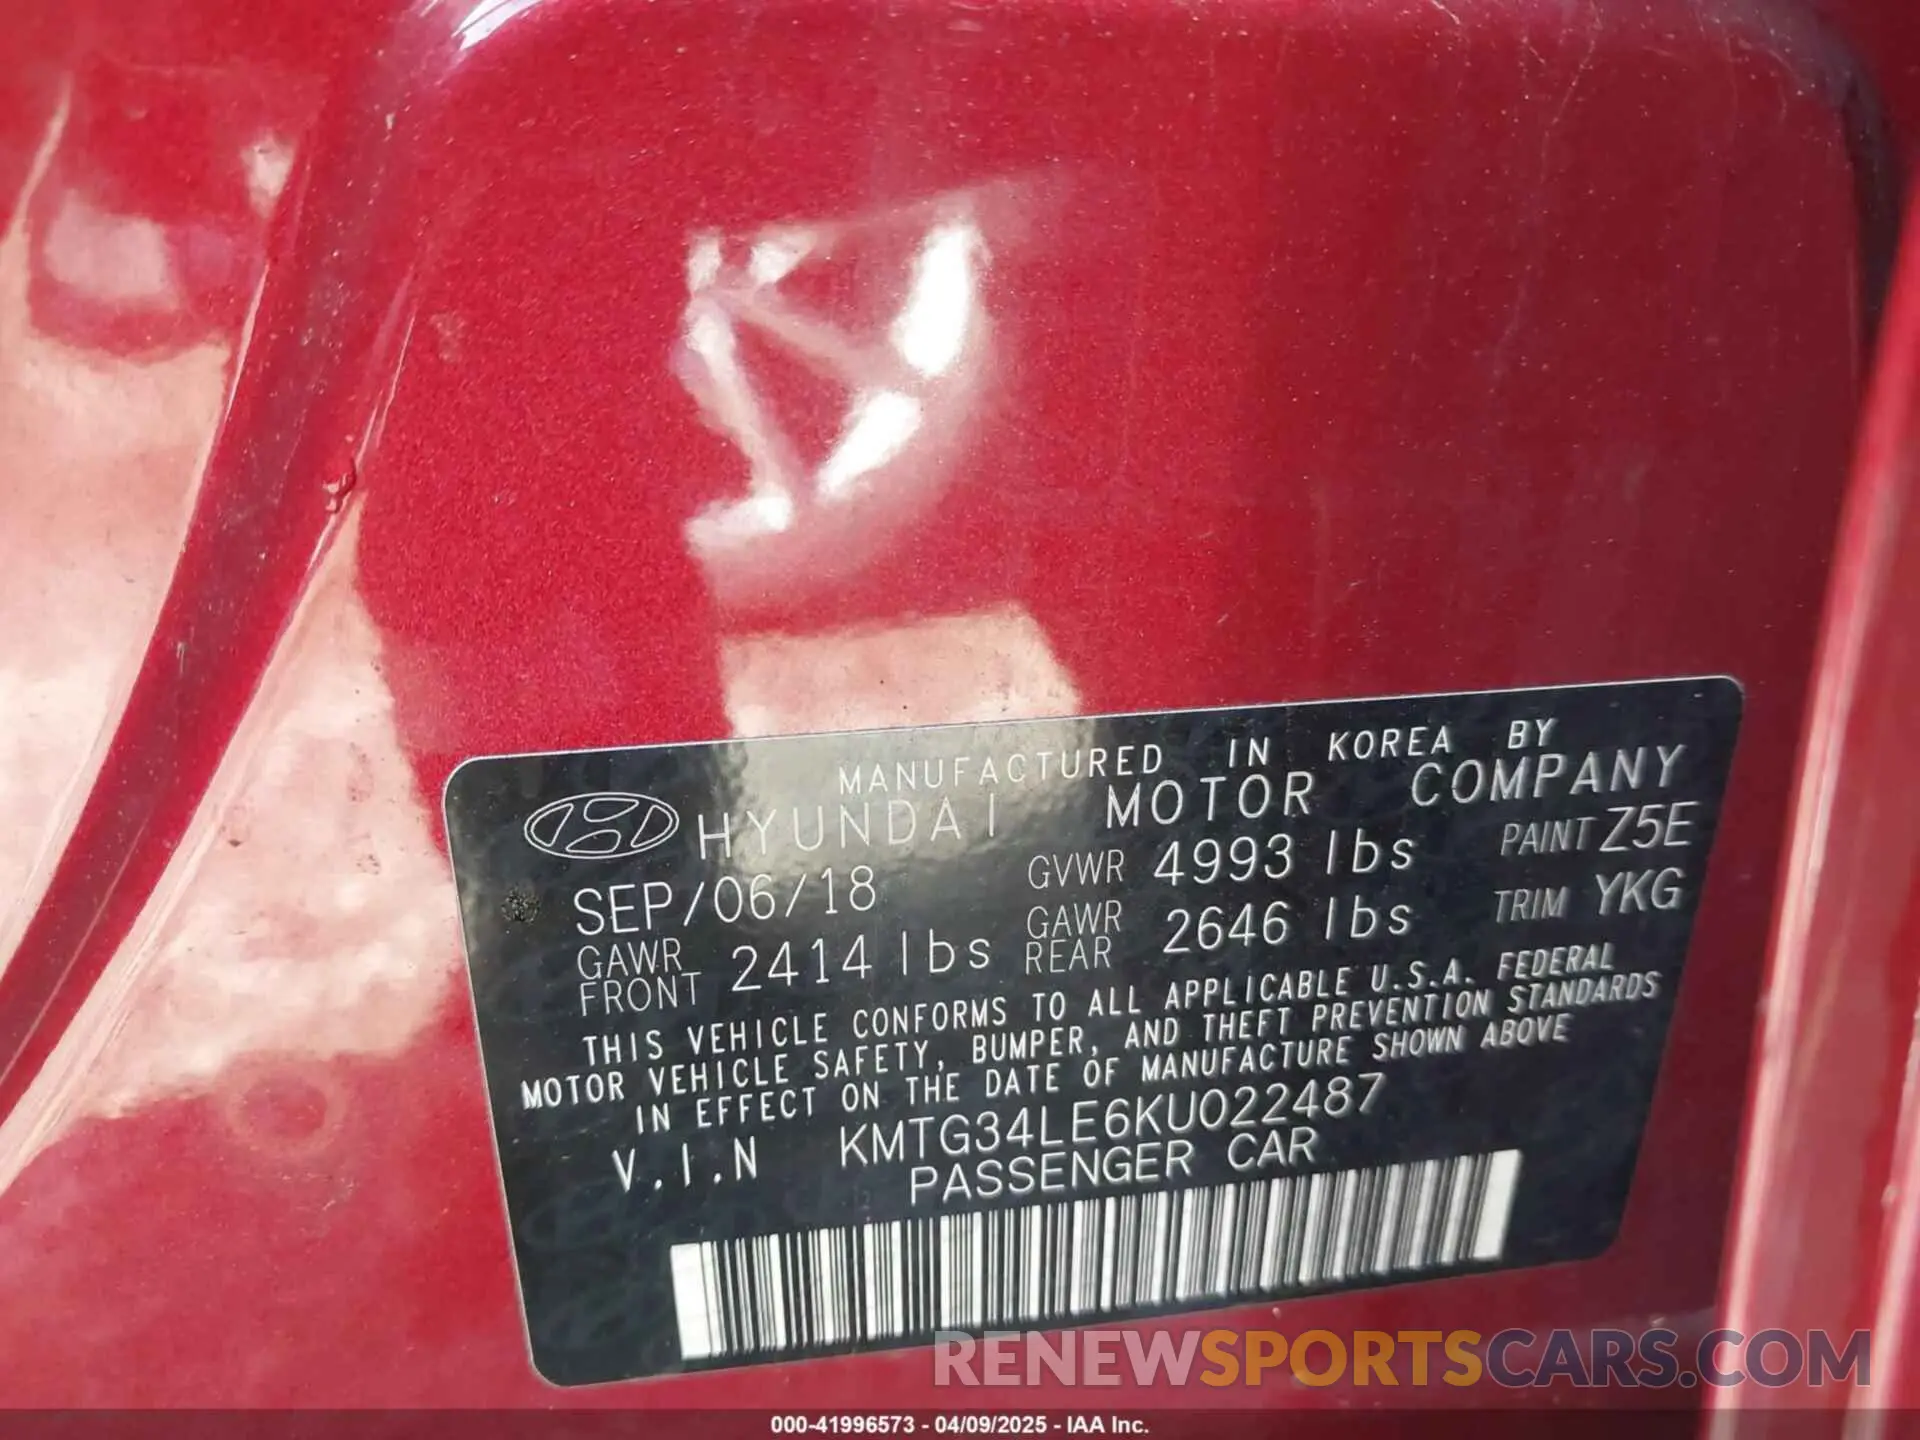 MANUFACTURED IN KOREA BY
HYUNDAI MOTOR COMPANY
SEP/06/18 GVWR 4993 lbs PAINT Z5E
GAWR FRONT 2414 lbs GAWR REAR 2646 lbs TRIM YKG
THIS VEHICLE CONFORMS TO ALL APPLICABLE U.S.A. FEDERAL
MOTOR VEHICLE SAFETY, BUMPER, AND THEFT PREVENTION STANDARDS
IN EFFECT ON THE DATE OF MANUFACTURE SHOWN ABOVE
V.I.N KMTG34LE6KU022487
PASSENGER CAR
RENEWSPORTSCARS.COM
000-41996573 - 04/09/2025 - IAA Inc.